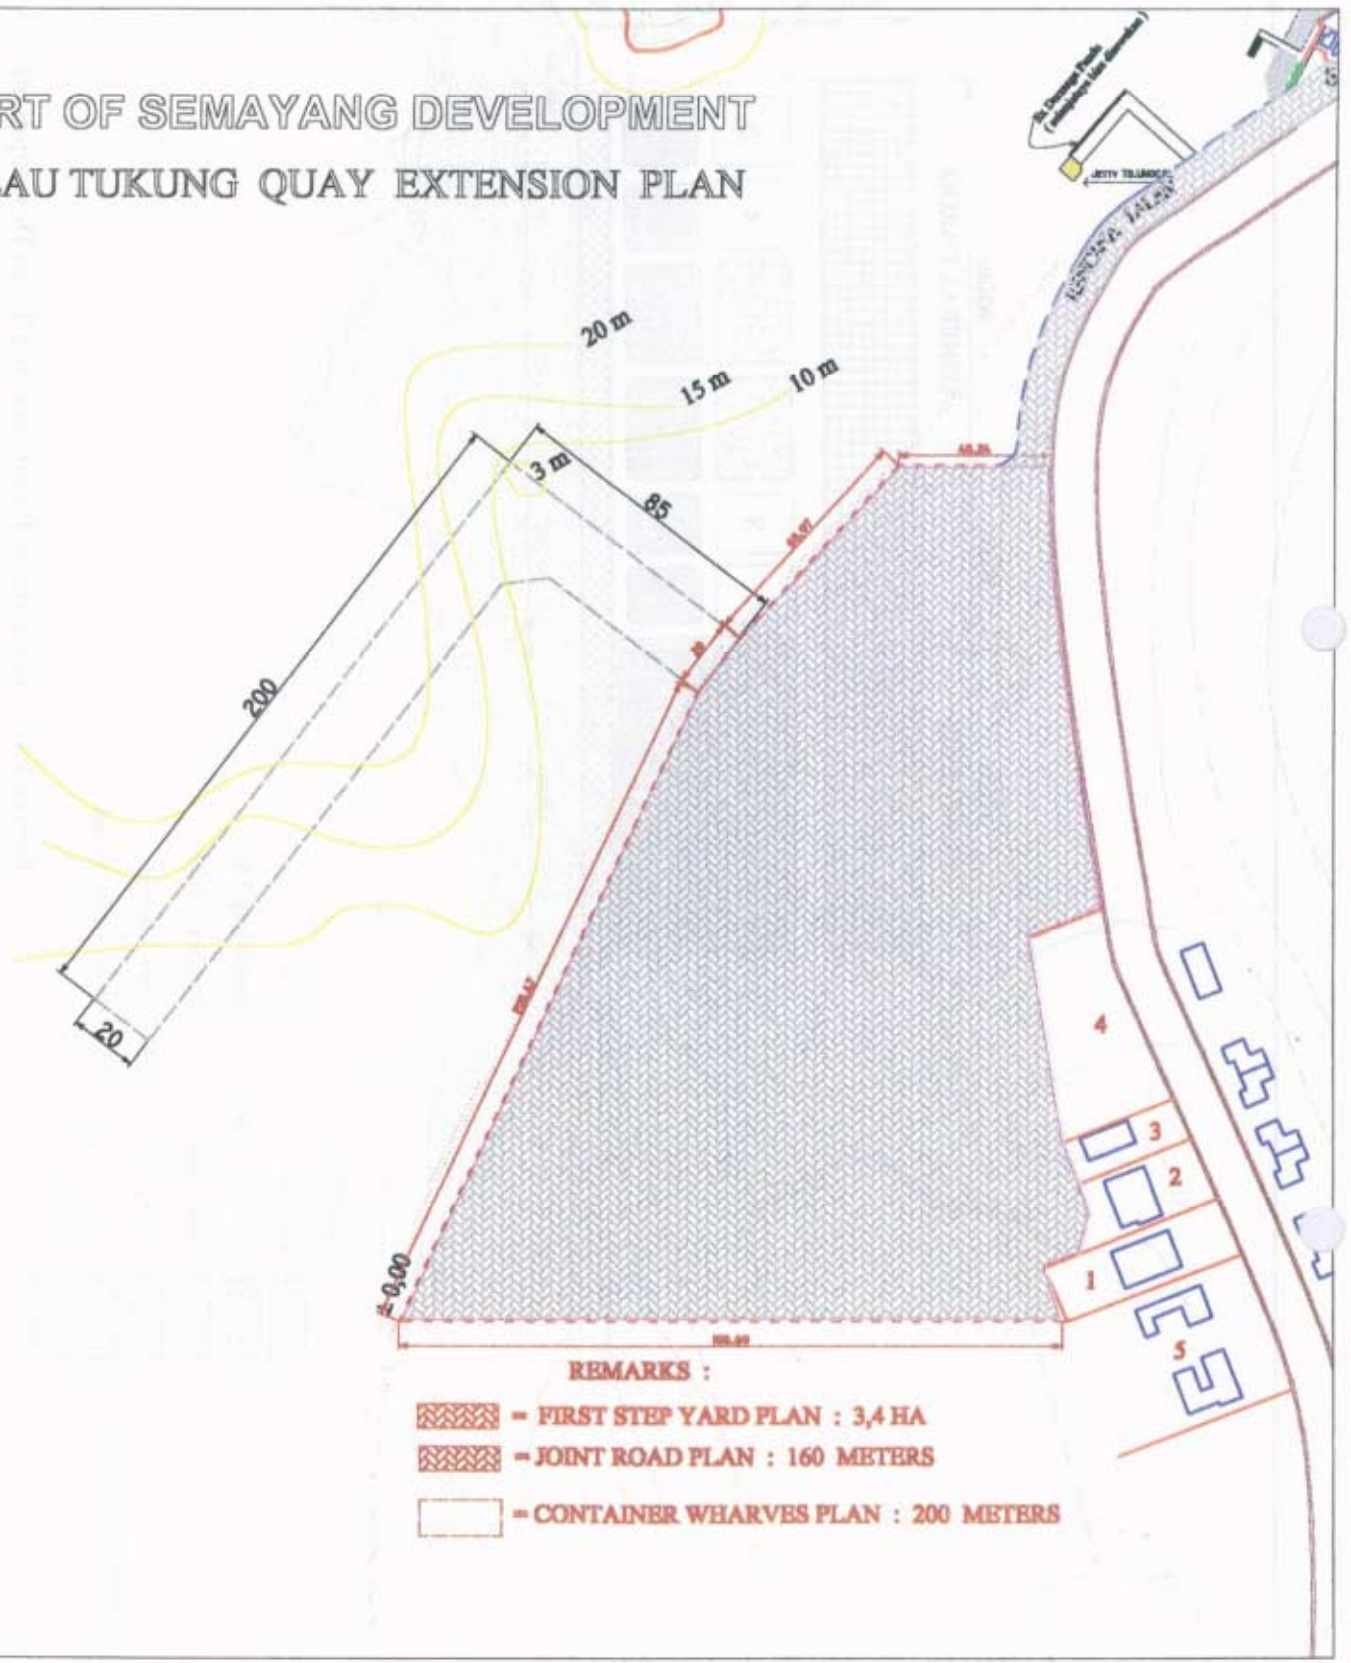 RT OF SEMAYANG DEVELOPMENT
AU TUKUNG QUAY EXTENSION PLAN
20 m
15 m
10 m
3 m
85
200
20
± 0,00
4
3
2
1
5
REMARKS :
= FIRST STEP YARD PLAN : 3,4 HA
= JOINT ROAD PLAN : 160 METERS
= CONTAINER WHARVES PLAN : 200 METERS